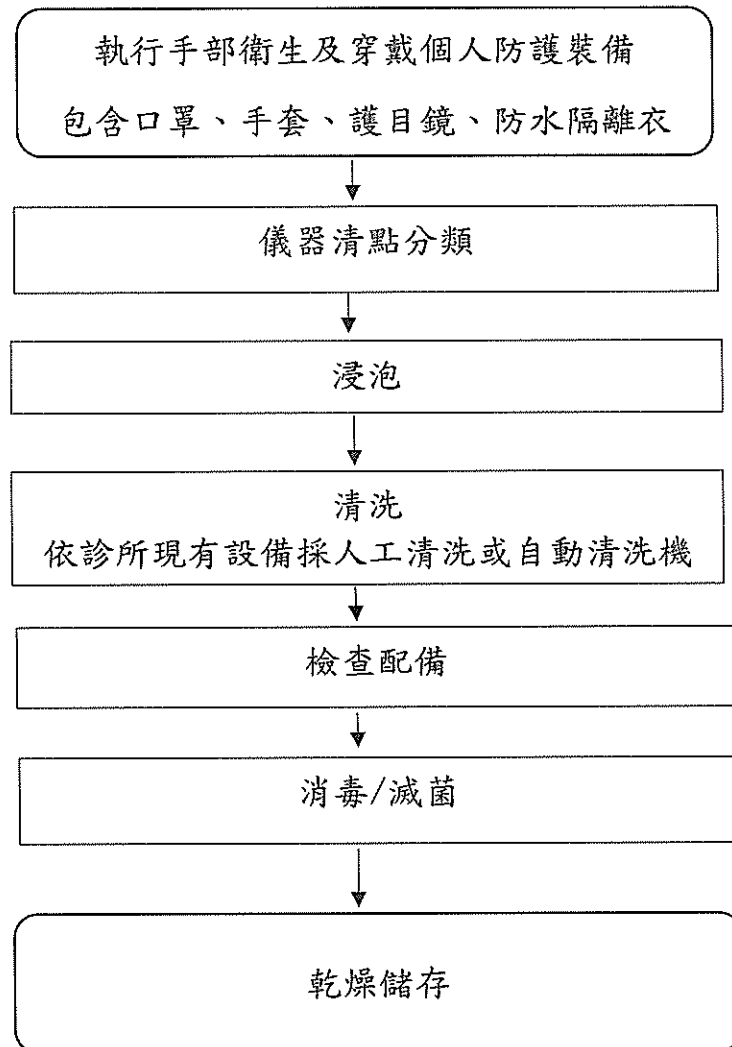 執行手部衛生及穿戴個人防護裝備
包含口罩、手套、護目鏡、防水隔離衣
儀器清點分類
浸泡
清洗
依診所現有設備採人工清洗或自動清洗機
檢查配備
消毒/滅菌
乾燥儲存